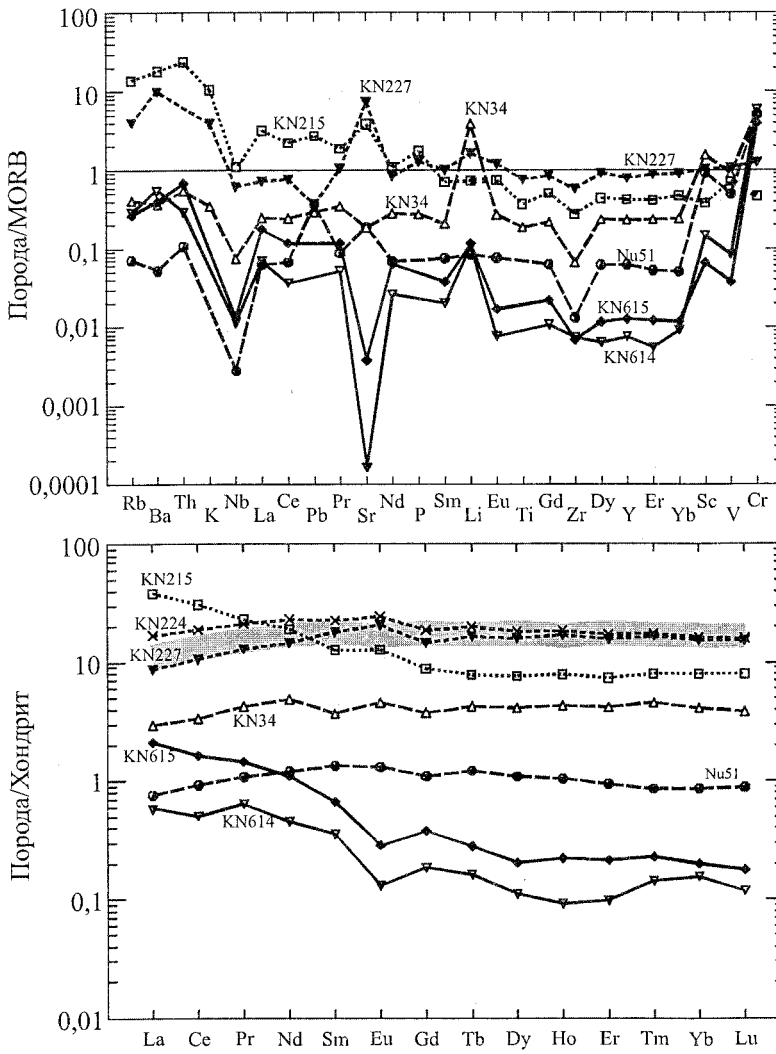 Порода/MORB
100
10
1
0,1
0,01
0,001
0,0001
KN227
KN34
KN215
KN227
KN34
Nu51
KN615
KN614
Rb Ba Th K Nb La Ce Pb Pr Sr Nd P Sm Li Eu Ti Gd Zr Dy Y Er Yb Sc V Cr
Порода/Хондрит
100
10
1
0,1
0,01
KN215
KN224
KN227
KN34
KN615
Nu51
KN614
La Ce Pr Nd Sm Eu Gd Tb Dy Ho Er Tm Yb Lu